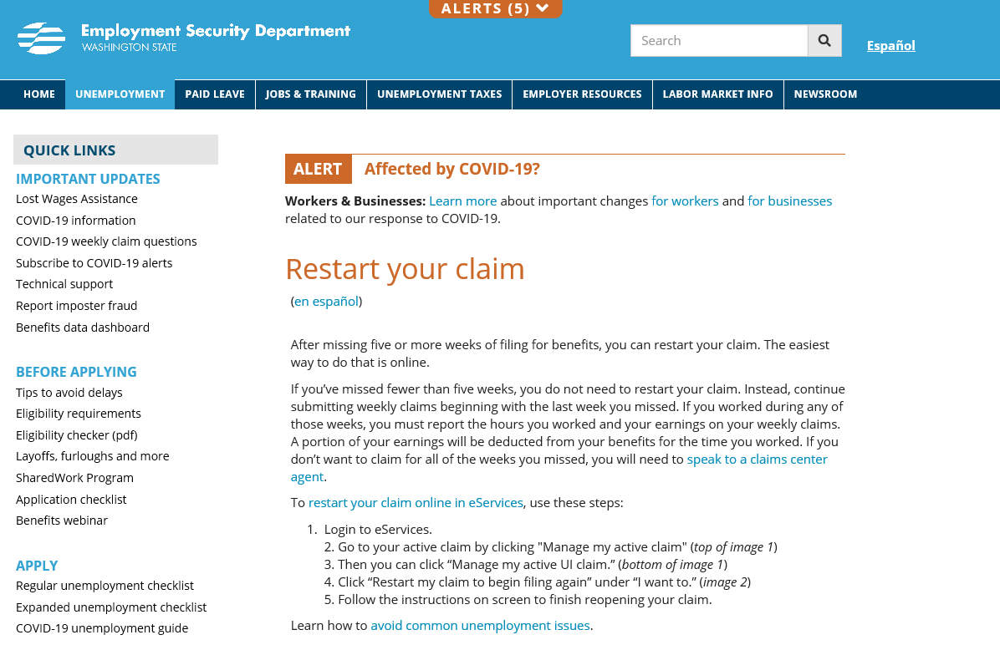 ALERTS (5)
Employment Security Department
WASHINGTON STATE
Search
Español
HOME
UNEMPLOYMENT
PAID LEAVE
JOBS & TRAINING
UNEMPLOYMENT TAXES
EMPLOYER RESOURCES
LABOR MARKET INFO
NEWSROOM
QUICK LINKS
IMPORTANT UPDATES
Lost Wages Assistance
COVID-19 information
COVID-19 weekly claim questions
Subscribe to COVID-19 alerts
Technical support
Report imposter fraud
Benefits data dashboard
BEFORE APPLYING
Tips to avoid delays
Eligibility requirements
Eligibility checker (pdf)
Layoffs, furloughs and more
SharedWork Program
Application checklist
Benefits webinar
APPLY
Regular unemployment checklist
Expanded unemployment checklist
COVID-19 unemployment guide
ALERT Affected by COVID-19?
Workers & Businesses: Learn more about important changes for workers and for businesses
related to our response to COVID-19.
Restart your claim
(en español)
After missing five or more weeks of filing for benefits, you can restart your claim. The easiest
way to do that is online.
If you’ve missed fewer than five weeks, you do not need to restart your claim. Instead, continue
submitting weekly claims beginning with the last week you missed. If you worked during any of
those weeks, you must report the hours you worked and your earnings on your weekly claims.
A portion of your earnings will be deducted from your benefits for the time you worked. If you
don’t want to claim for all of the weeks you missed, you will need to speak to a claims center
agent.
To restart your claim online in eServices, use these steps:
1. Login to eServices.
2. Go to your active claim by clicking "Manage my active claim" (top of image 1)
3. Then you can click “Manage my active UI claim.” (bottom of image 1)
4. Click “Restart my claim to begin filing again” under “I want to.” (image 2)
5. Follow the instructions on screen to finish reopening your claim.
Learn how to avoid common unemployment issues.